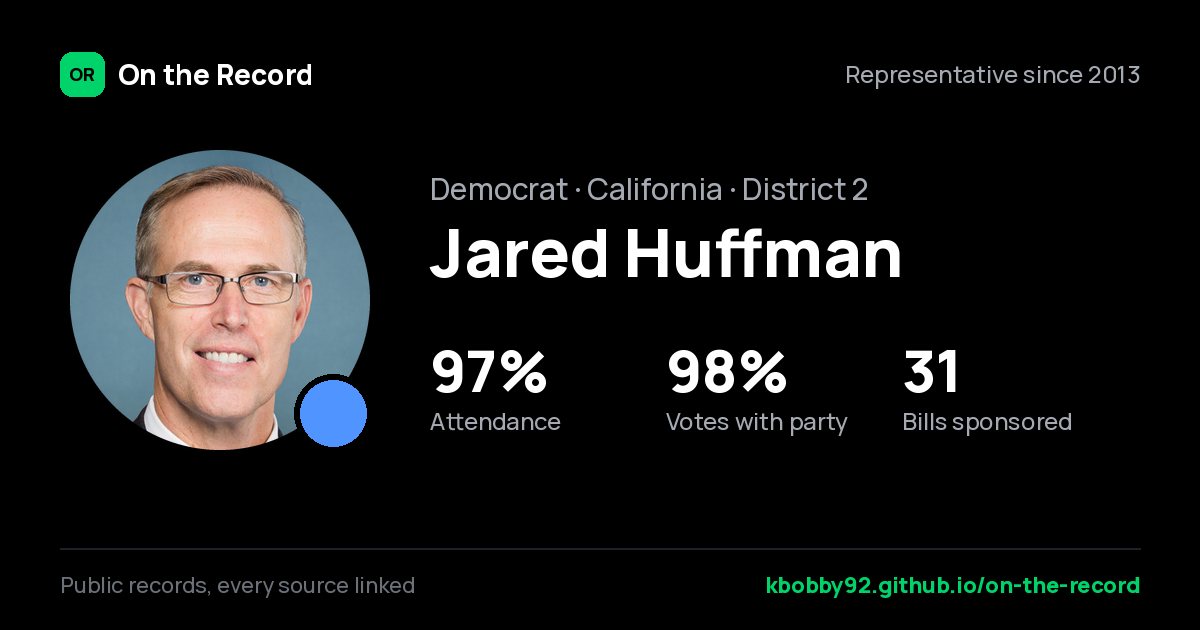 OR On the Record
Representative since 2013
Democrat · California · District 2
Jared Huffman
97% 98% 31
Attendance Votes with party Bills sponsored
Public records, every source linked
kbobby92.github.io/on-the-record